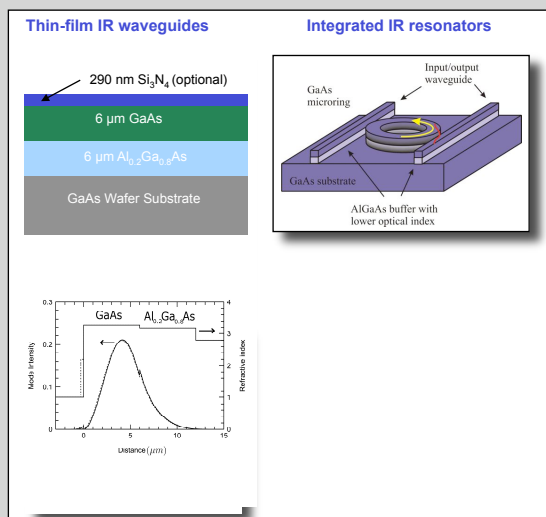 Thin-film IR waveguides
290 nm Si₃N₄ (optional)
6 µm GaAs
6 µm Al₀.₂Ga₀.₈As
GaAs Wafer Substrate
Integrated IR resonators
Input/output
waveguide
GaAs
microring
GaAs substrate
AlGaAs buffer with
lower optical index
GaAs Al₀.₂Ga₀.₈As
0.3
0.2
0.1
0
Mode Intensity
4
3
2
1
0
Refractive index
0 5 10 15
Distance (µm)